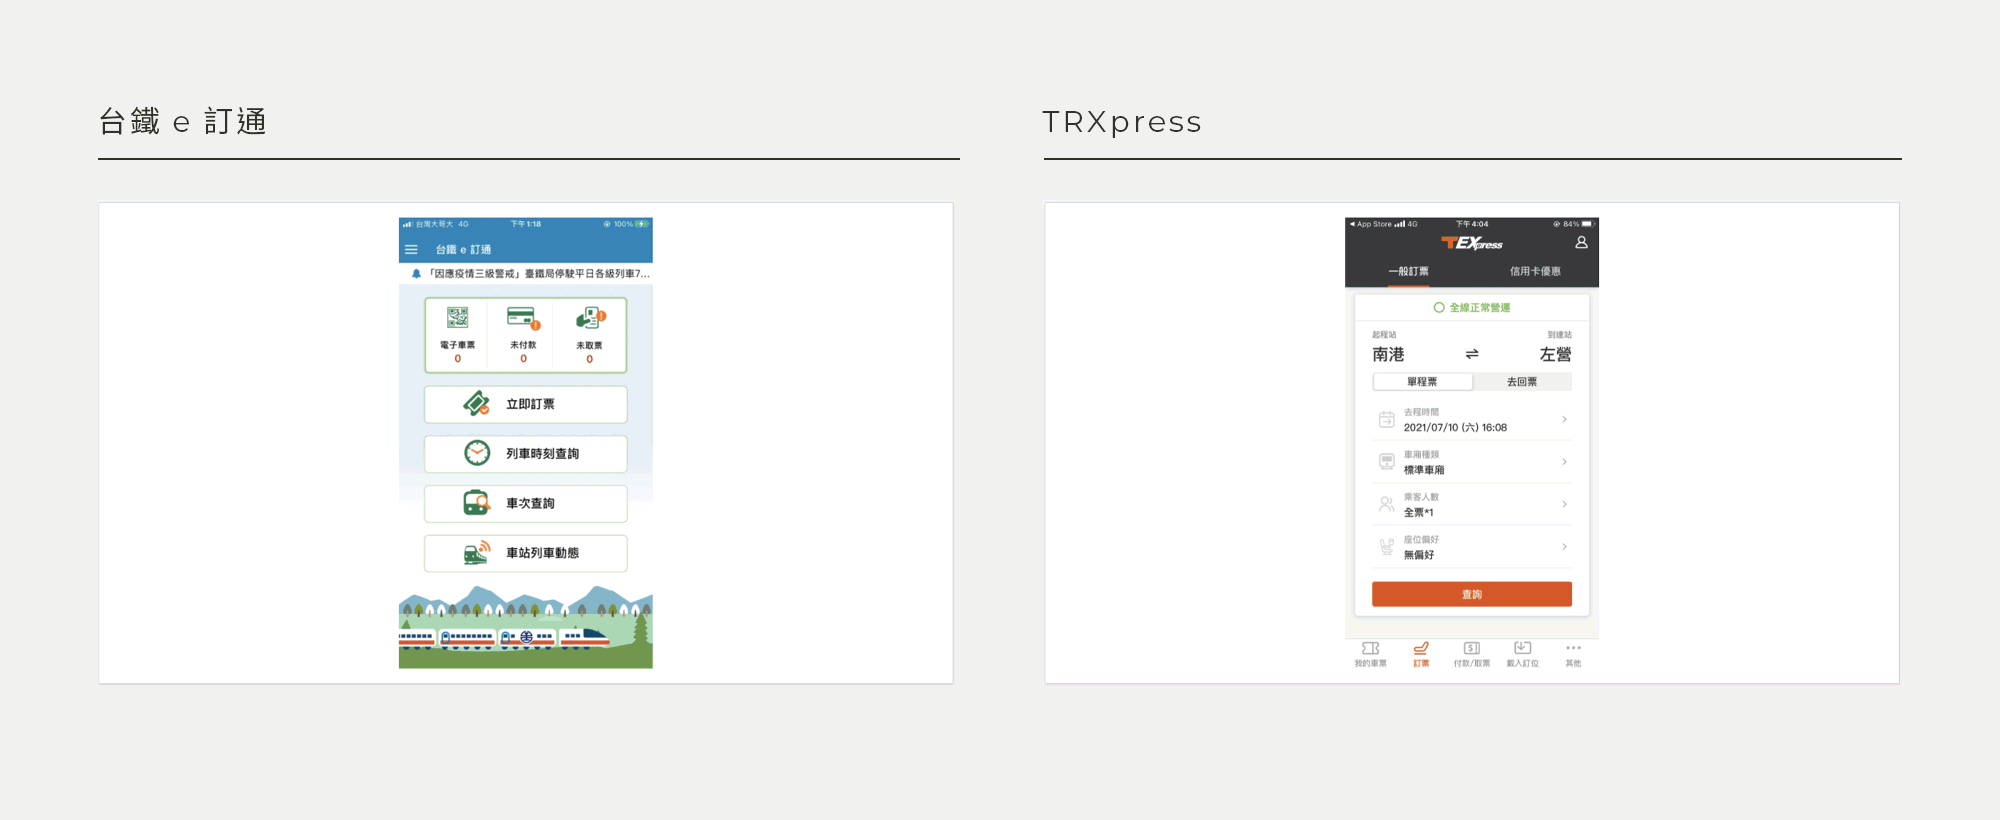 台鐵 e 訂通
台灣大哥大 4G 下午1:18 100%
台鐵 e 訂通
「因應疫情三級警戒」臺鐵局停駛平日各級列車7...
電子車票 未付款 未取票
0 0 0
立即訂票
列車時刻查詢
車次查詢
車站列車動態
TRXpress
App Store 4G 下午4:04 84%
TEXpress
一般訂票 信用卡優惠
全線正常營運
起程站 到達站
南港 左營
單程票 去回票
去程時間
2021/07/10 (六) 16:08
車廂種類
標準車廂
乘客人數
全票*1
座位偏好
無偏好
查詢
我的車票 訂票 付款/取票 載入訂位 其他